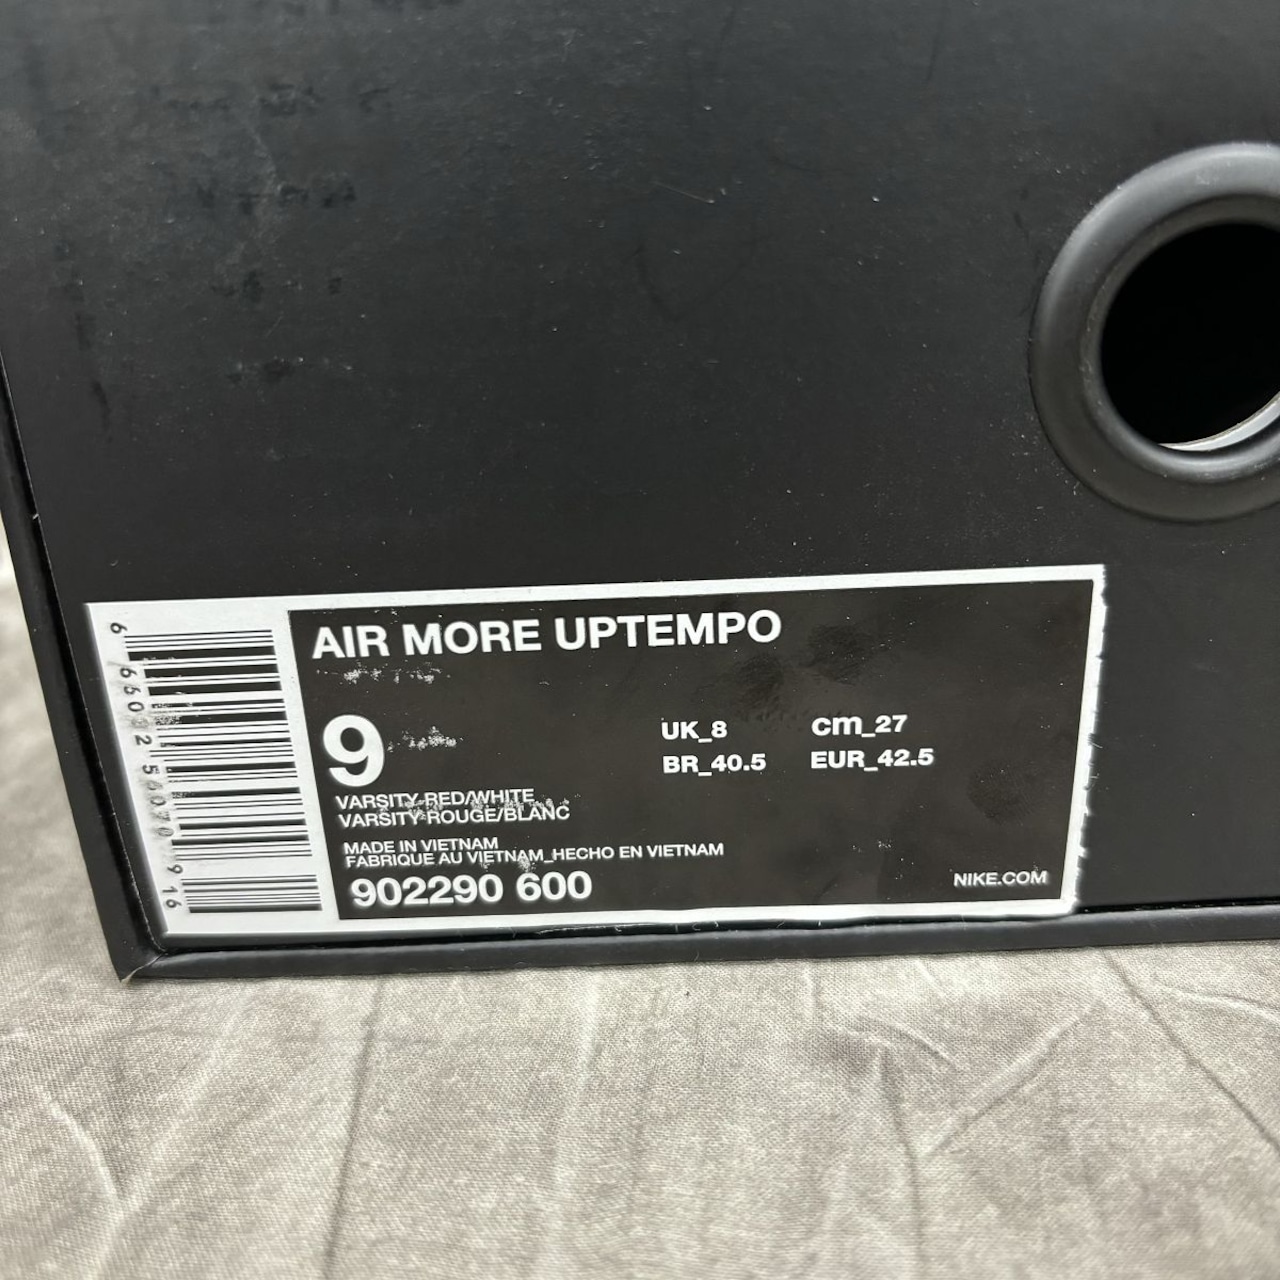 AIR MORE UPTEMPO
9
UK_8 cm_27
BR_40.5 EUR_42.5
VARSITY RED/WHITE
VARSITY ROUGE/BLANC
MADE IN VIETNAM
FABRIQUE AU VIETNAM_HECHO EN VIETNAM
902290 600
NIKE.COM